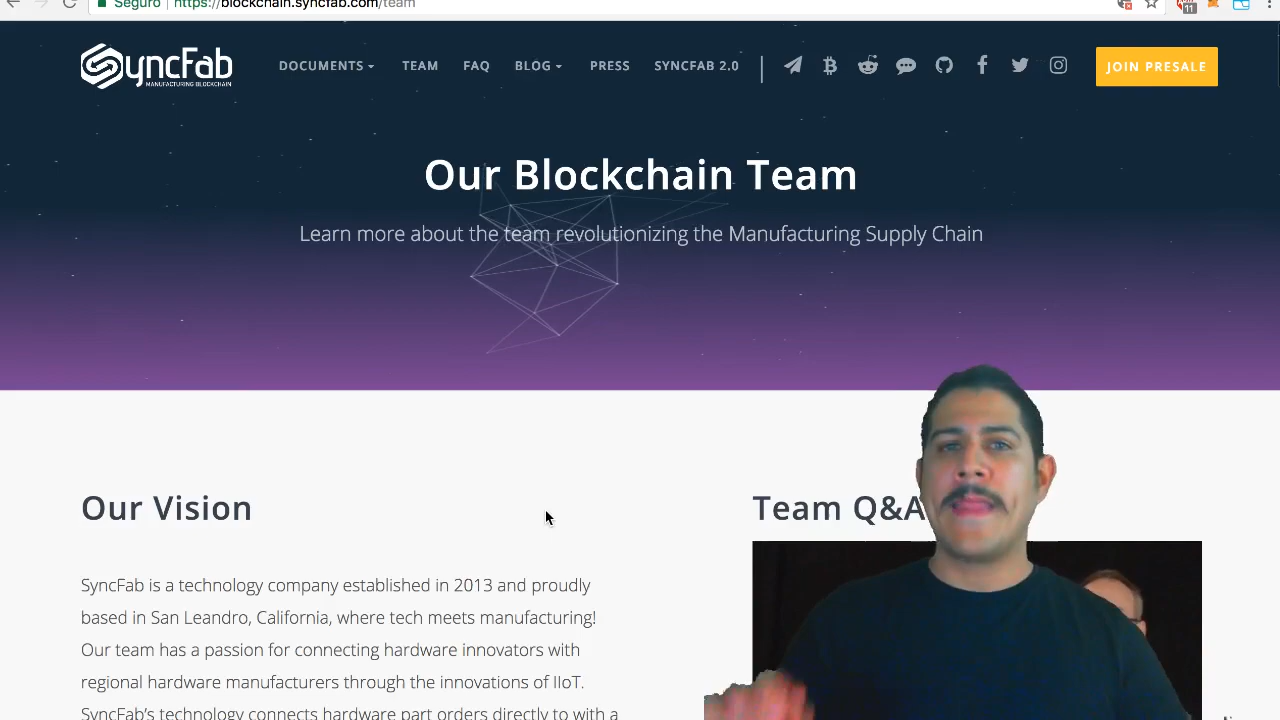 Seguro https://blockchain.syncfab.com/team
11
SyncFab
MANUFACTURING BLOCKCHAIN
DOCUMENTS TEAM FAQ BLOG PRESS SYNCFAB 2.0 JOIN PRESALE
Our Blockchain Team
Learn more about the team revolutionizing the Manufacturing Supply Chain
Our Vision
SyncFab is a technology company established in 2013 and proudly
based in San Leandro, California, where tech meets manufacturing!
Our team has a passion for connecting hardware innovators with
regional hardware manufacturers through the innovations of IIoT.
SyncFab's technology connects hardware part orders directly to with a
Team Q&A